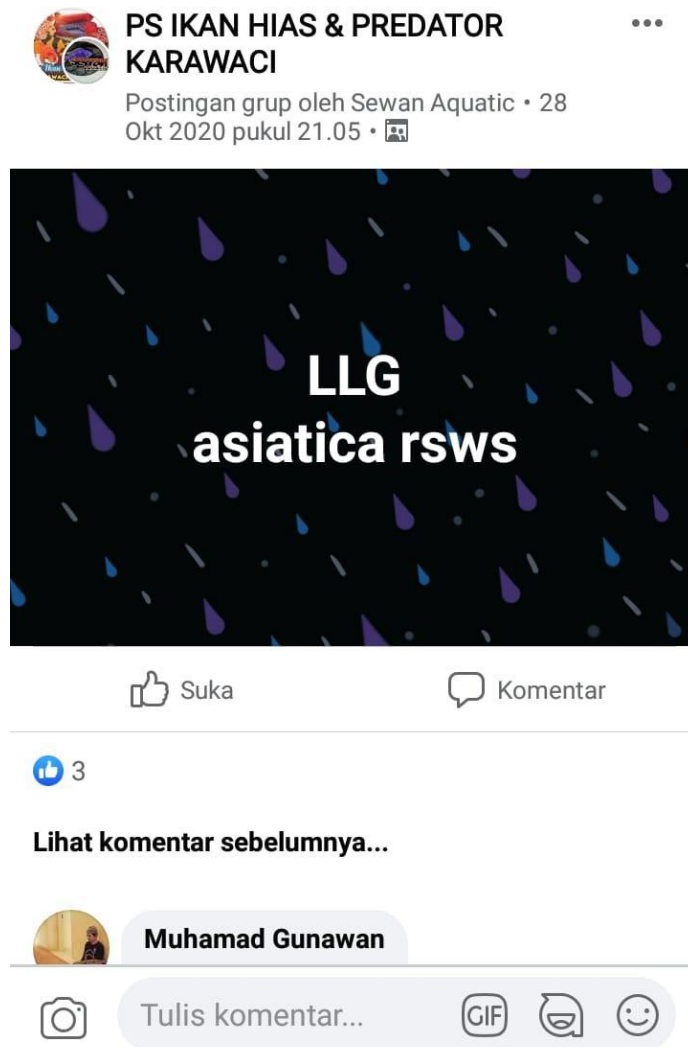 PS IKAN HIAS & PREDATOR
KARAWACI
Postingan grup oleh Sewan Aquatic • 28
Okt 2020 pukul 21.05 •
LLG
asiatica rsws
Suka
Komentar
3
Lihat komentar sebelumnya...
Muhamad Gunawan
Tulis komentar...
GIF